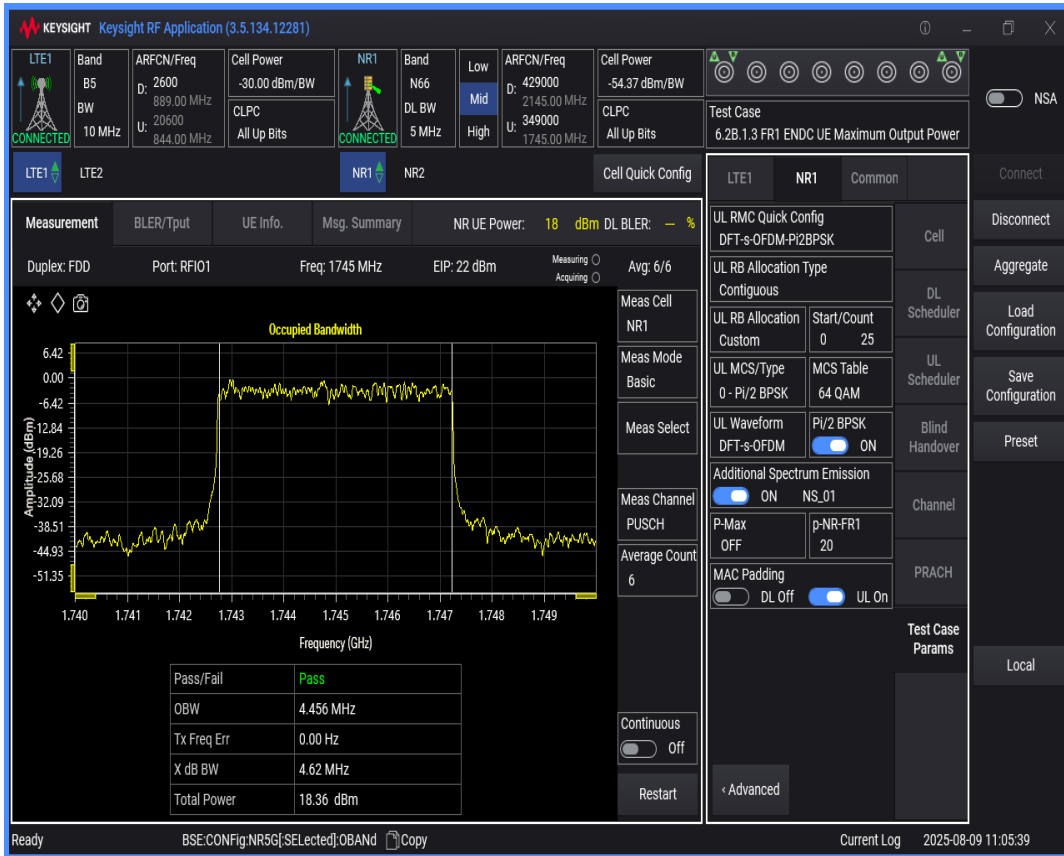 KEYSIGHT Keysight RF Application (3.5.134.12281)
LTE1
CONNECTED
Band
B5
BW
10 MHz
ARFCN/Freq
D: 2600
889.00 MHz
U: 20600
844.00 MHz
Cell Power
-30.00 dBm/BW
CLPC
All Up Bits
NR1
CONNECTED
Band
N66
DL BW
5 MHz
Low
Mid
High
ARFCN/Freq
D: 429000
2145.00 MHz
U: 349000
1745.00 MHz
Cell Power
-54.37 dBm/BW
CLPC
All Up Bits
Test Case
6.2B.1.3 FR1 ENDC UE Maximum Output Power
NSA
LTE1 LTE2
NR1 NR2
Cell Quick Config
Measurement BLER/Tput UE Info. Msg. Summary NR UE Power: 18 dBm DL BLER: -- %
Duplex: FDD Port: RFIO1 Freq: 1745 MHz EIP: 22 dBm Measuring Avg: 6/6
Acquiring
Occupied Bandwidth
Amplitude (dBm)
6.42
0.00
-6.42
-12.84
-19.26
-25.68
-32.09
-38.51
-44.93
-51.35
1.740 1.741 1.742 1.743 1.744 1.745 1.746 1.747 1.748 1.749
Frequency (GHz)
Pass/Fail Pass
OBW 4.456 MHz
Tx Freq Err 0.00 Hz
X dB BW 4.62 MHz
Total Power 18.36 dBm
Meas Cell
NR1
Meas Mode
Basic
Meas Select
Meas Channel
PUSCH
Average Count
6
Continuous
Off
Restart
LTE1 NR1 Common
UL RMC Quick Config
DFT-s-OFDM-Pi2BPSK
UL RB Allocation Type
Contiguous
UL RB Allocation Start/Count
Custom 0 25
UL MCS/Type MCS Table
0 - Pi/2 BPSK 64 QAM
UL Waveform Pi/2 BPSK
DFT-s-OFDM ON
Additional Spectrum Emission
ON NS_01
P-Max p-NR-FR1
OFF 20
MAC Padding
DL Off UL On
‹ Advanced
Cell
DL
Scheduler
UL
Scheduler
Blind
Handover
Channel
PRACH
Test Case
Params
Connect
Disconnect
Aggregate
Load
Configuration
Save
Configuration
Preset
Local
Ready BSE:CONFig:NR5G[:SELected]:OBANd Copy Current Log 2025-08-09 11:05:39